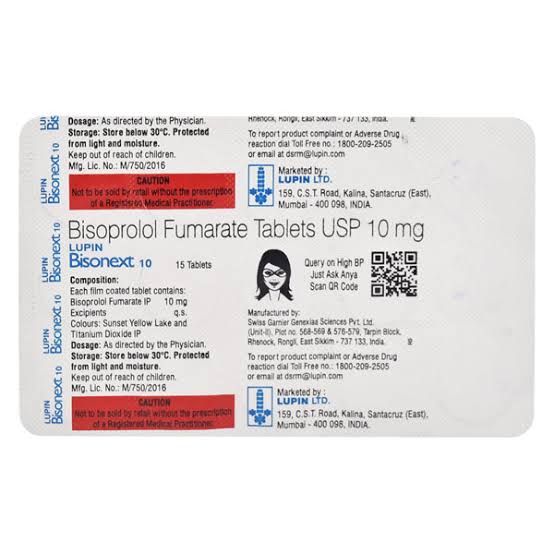 LUPIN
Bisonext 10
Dosage: As directed by the Physician.
Storage: Store below 30°C. Protected
from light and moisture.
Keep out of reach of children.
Mfg. Lic. No.: M/750/2016
CAUTION
Not to be sold by retail without the prescription
of a Registered Medical Practitioner.
Rhenock, Rongli, East Sikkim - 737 133, India.
To report product complaint or Adverse Drug
reaction dial Toll Free no.: 1800-209-2505
or email at dsrm@lupin.com
Marketed by :
LUPIN LTD.
159, C.S.T. Road, Kalina, Santacruz (East),
Mumbai - 400 098, INDIA.
LUPIN
Bisonext 10
Bisoprolol Fumarate Tablets USP 10 mg
LUPIN
Bisonext 10
15 Tablets
Composition:
Each film coated tablet contains:
Bisoprolol Fumarate IP 10 mg
Excipients q.s.
Colours: Sunset Yellow Lake and
Titanium Dioxide IP
Dosage: As directed by the Physician.
Storage: Store below 30°C. Protected
from light and moisture.
Keep out of reach of children.
Mfg. Lic. No.: M/750/2016
CAUTION
Not to be sold by retail without the prescription
of a Registered Medical Practitioner.
Query on High BP
Just Ask Anya
Scan QR Code
Manufactured by:
Swiss Garnier Genexiaa Sciences Pvt. Ltd.
(Unit-II), Plot no. 568-569 & 576-579, Tarpin Block,
Rhenock, Rongli, East Sikkim - 737 133, India.
To report product complaint or Adverse Drug
reaction dial Toll Free no.: 1800-209-2505
or email at dsrm@lupin.com
Marketed by :
LUPIN LTD.
159, C.S.T. Road, Kalina, Santacruz (East),
Mumbai - 400 098, INDIA.
LUPIN
Bisonext 10
LUPIN
Bisonext 10